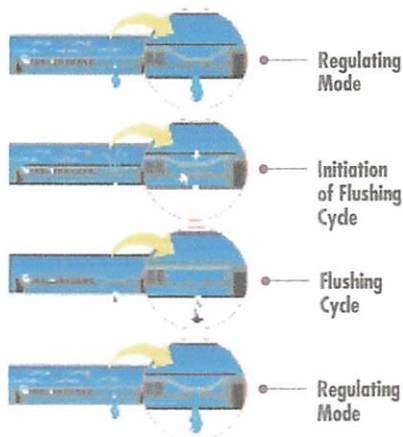 Regulating
Mode
Initiation
of Flushing
Cycle
Flushing
Cycle
Regulating
Mode